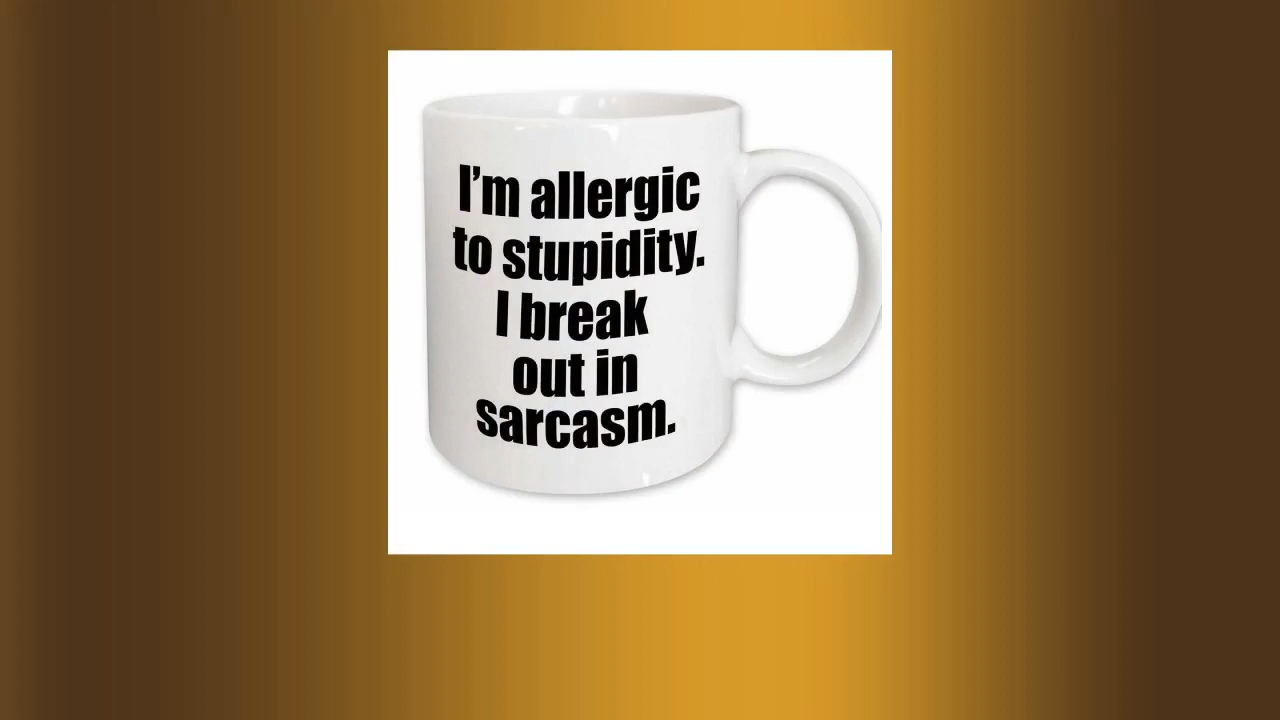 I'm allergic
to stupidity.
I break
out in
sarcasm.